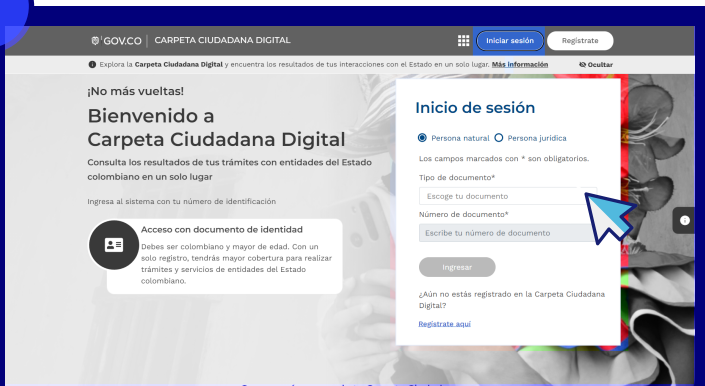 GOV.CO
CARPETA CIUDADANA DIGITAL
Iniciar sesión
Regístrate
Explora la Carpeta Ciudadana Digital y encuentra los resultados de tus interacciones con el Estado en un solo lugar. Más información
Ocultar
¡No más vueltas!
Bienvenido a
Carpeta Ciudadana Digital
Consulta los resultados de tus trámites con entidades del Estado
colombiano en un solo lugar
Ingresa al sistema con tu número de identificación
Acceso con documento de identidad
Debes ser colombiano y mayor de edad. Con un
solo registro, tendrás mayor cobertura para realizar
trámites y servicios de entidades del Estado
colombiano.
Inicio de sesión
Persona natural
Persona jurídica
Los campos marcados con * son obligatorios.
Tipo de documento*
Escoge tu documento
Número de documento*
Escribe tu número de documento
Ingresar
¿Aún no estás registrado en la Carpeta Ciudadana
Digital?
Regístrate aquí